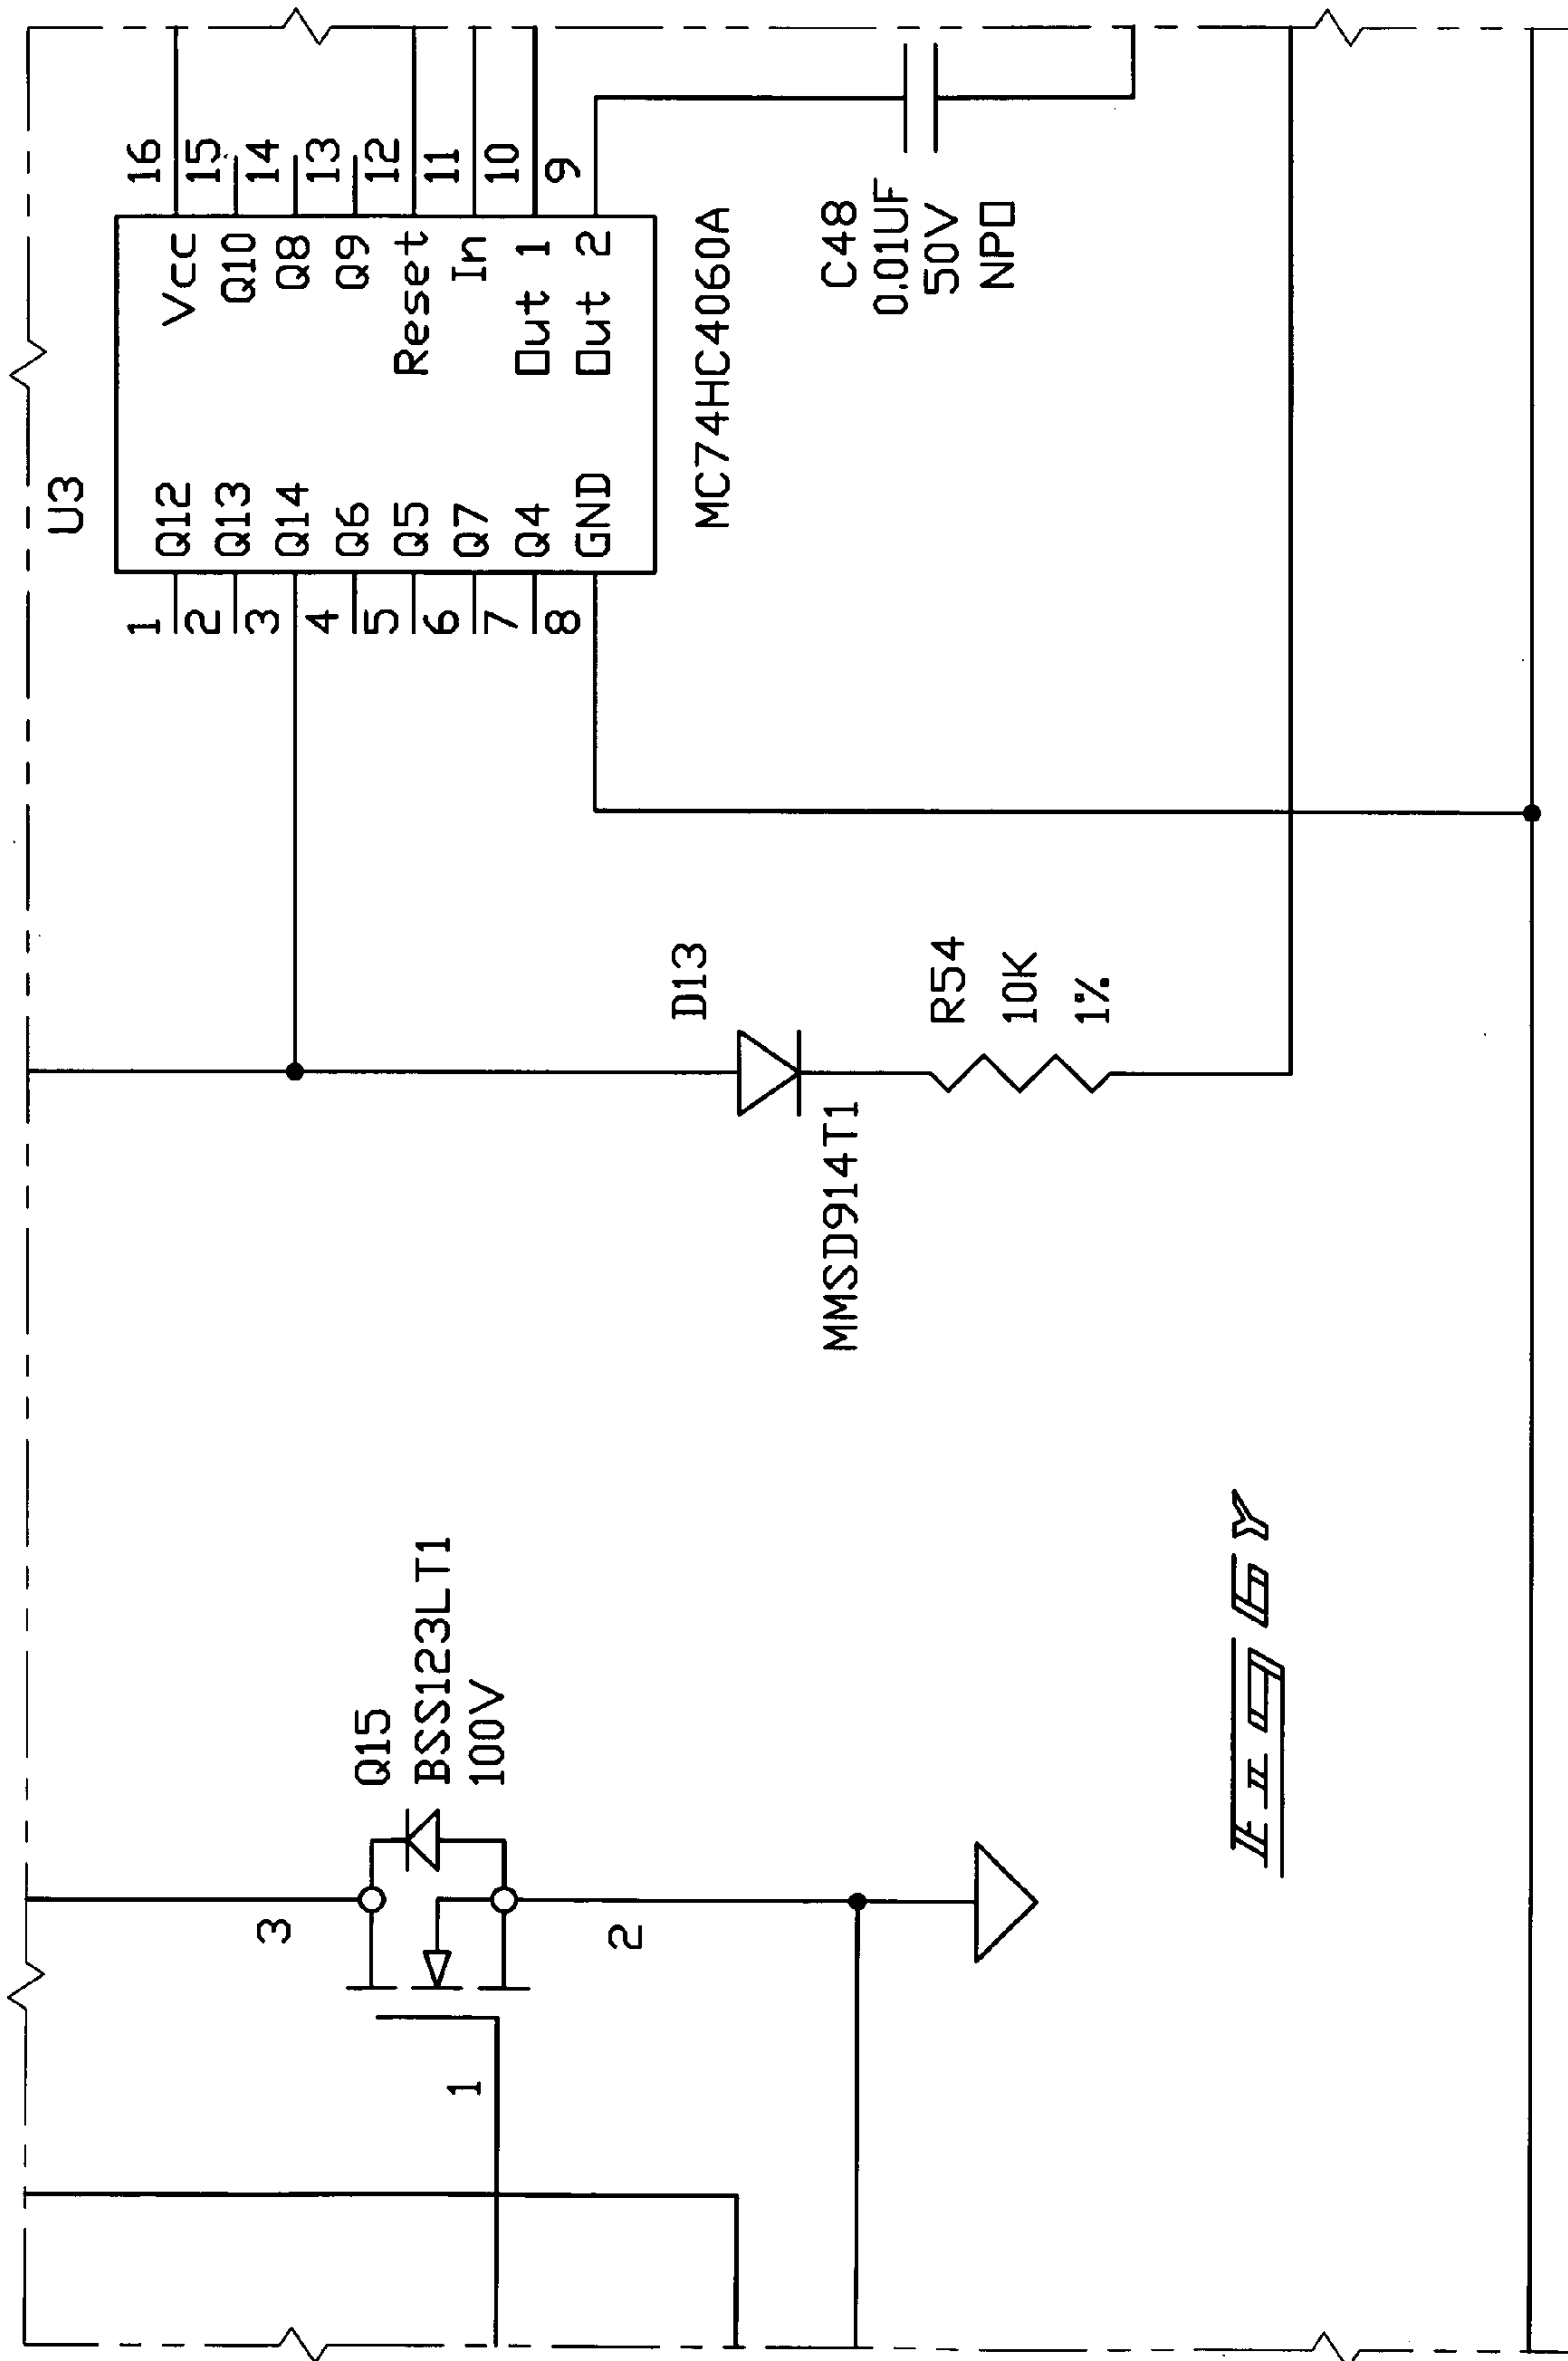 U3
1
2
3
4
5
6
7
8
Q12
Q13
Q14
Q6
Q5
Q7
Q4
GND
Vcc
Q10
Q8
Q9
Reset
In
Out 1
Out 2
16
15
14
13
12
11
10
9
MC74HC4060A
C48
0.01UF
50V
NPO
D13
MMSD914T1
R54
10K
1%
Q15
BSS123LT1
100V
3
2
1
Fig 6Y